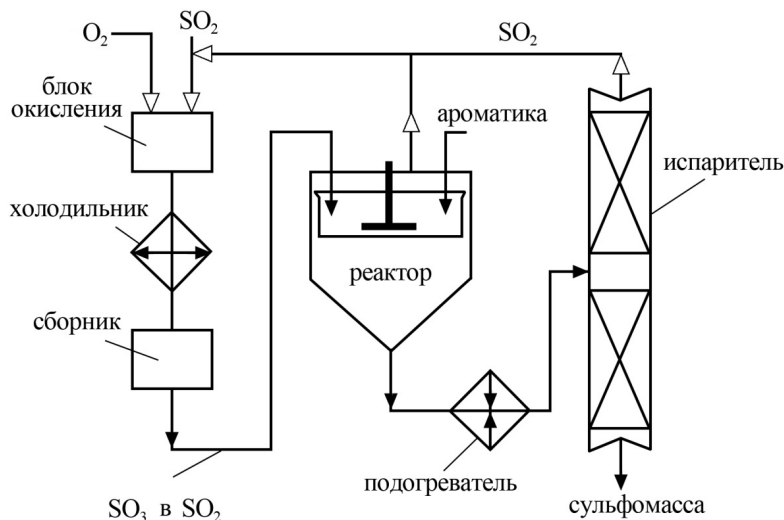 O₂
SO₂
SO₂
блок
окисления
ароматика
испаритель
холодильник
реактор
сборник
подогреватель
SO₃ в SO₂
сульфомасса